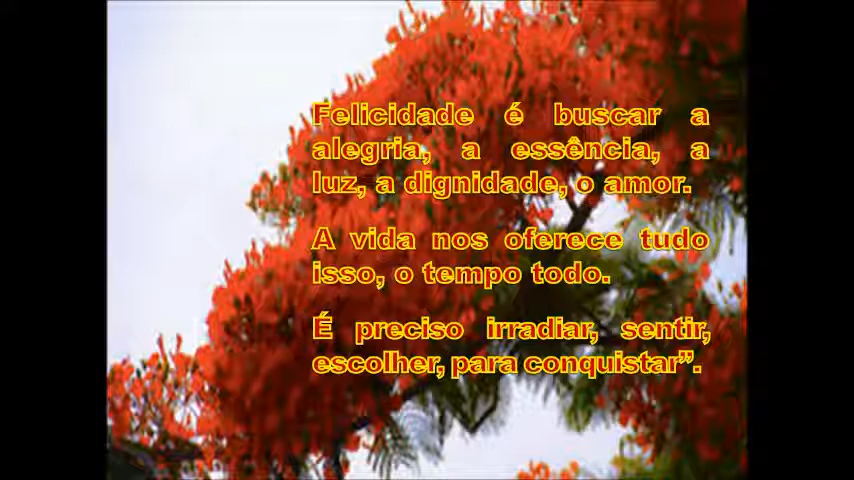 Felicidade é buscar a
alegria, a essência, a
luz, a dignidade, o amor.
A vida nos oferece tudo
isso, o tempo todo.
É preciso irradiar, sentir,
escolher, para conquistar”.